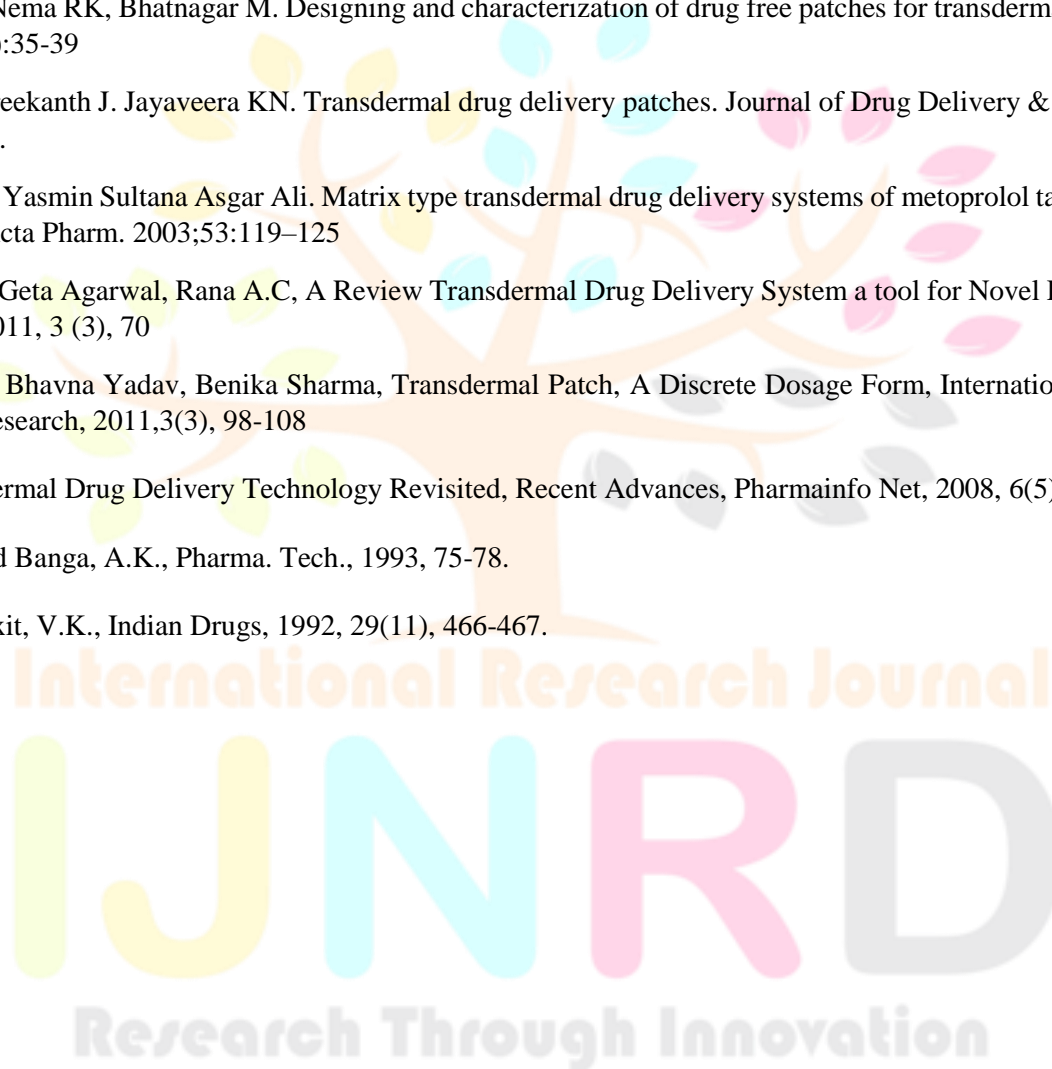 Nema RK, Bhatnagar M. Designing and characterization of drug free patches for transderm
):35-39
reekanth J. Jayaveera KN. Transdermal drug delivery patches. Journal of Drug Delivery &
.
Yasmin Sultana Asgar Ali. Matrix type transdermal drug delivery systems of metoprolol ta
cta Pharm. 2003;53:119–125
Geta Agarwal, Rana A.C, A Review Transdermal Drug Delivery System a tool for Novel
011, 3 (3), 70
Bhavna Yadav, Benika Sharma, Transdermal Patch, A Discrete Dosage Form, Internatio
esearch, 2011,3(3), 98-108
ermal Drug Delivery Technology Revisited, Recent Advances, Pharmainfo Net, 2008, 6(5)
d Banga, A.K., Pharma. Tech., 1993, 75-78.
xit, V.K., Indian Drugs, 1992, 29(11), 466-467.
International Research Journal
IJNRD
Research Through Innovation